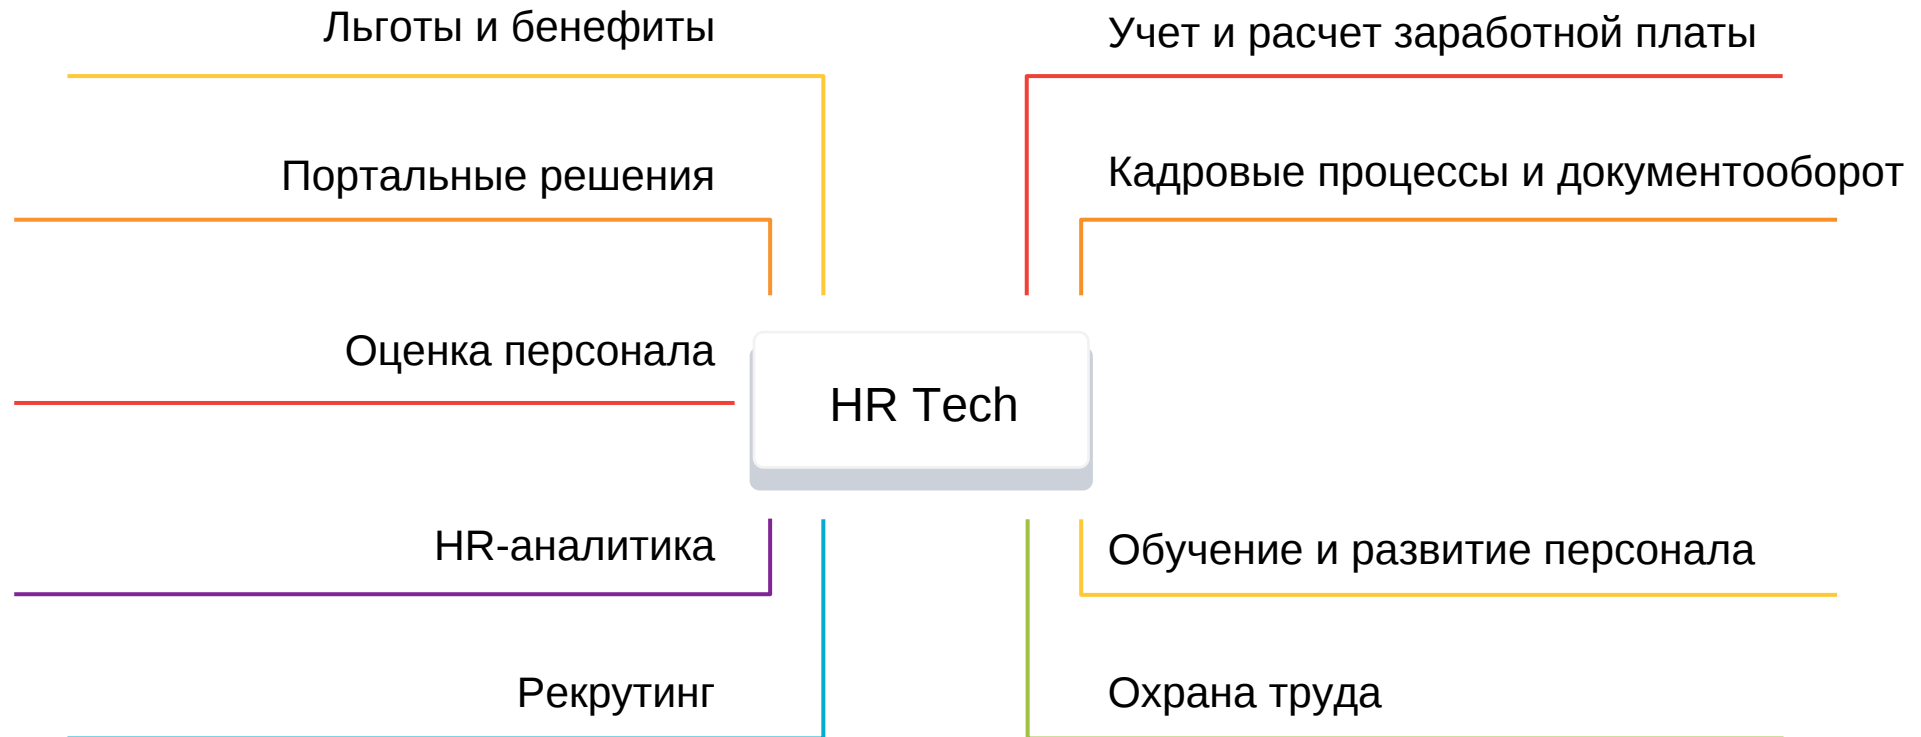 Льготы и бенефиты
Учет и расчет заработной платы
Портальные решения
Кадровые процессы и документооборот
Оценка персонала
HR Tech
HR-аналитика
Обучение и развитие персонала
Рекрутинг
Охрана труда